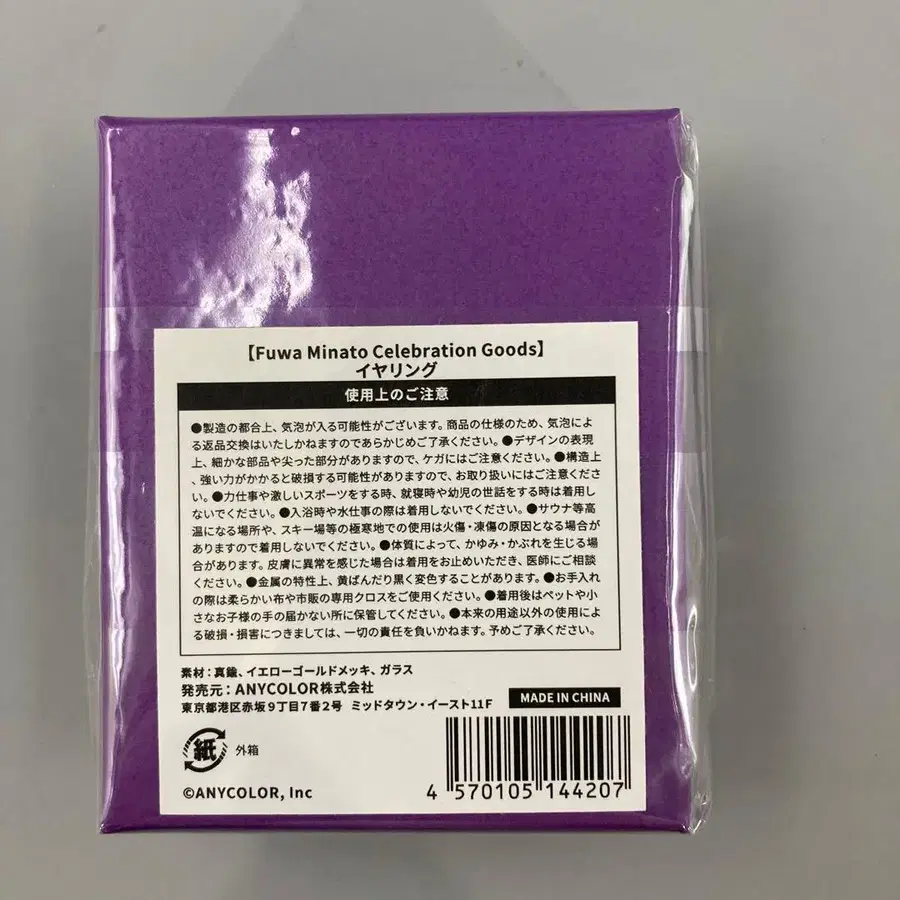 【Fuwa Minato Celebration Goods】
イヤリング
使用上のご注意
●製造の都合上、気泡が入る可能性がございます。商品の仕様のため、気泡によ
る返品交換はいたしかねますのであらかじめご了承ください。●デザインの表現
上、細かな部品や尖った部分がありますので、ケガにはご注意ください。●構造上
、強い力がかかると破損する可能性がありますので、お取り扱いにはご注意くださ
い。●力仕事や激しいスポーツをする時、就寝時や幼児の世話をする時は着用し
ないでください。●入浴時や水仕事の際は着用しないでください。●サウナ等高
温になる場所や、スキー場等の極寒地での使用は火傷・凍傷の原因となる場合が
ありますので着用しないでください。●体質によって、かゆみ・かぶれを生じる場
合があります。皮膚に異常を感じた場合は着用をお止めいただき、医師にご相談
ください。●金属の特性上、黄ばんだり黒く変色することがあります。●お手入れ
の際は柔らかい布や市販の専用クロスをご使用ください。●着用後はペットや小
さなお子様の手の届かない所に保管してください。●本来の用途以外の使用によ
る破損・損害につきましては、一切の責任を負いかねます。予めご了承ください。
素材：真鍮、イエローゴールドメッキ、ガラス
発売元：ANYCOLOR株式会社
東京都港区赤坂9丁目7番2号 ミッドタウン・イースト11F
MADE IN CHINA
紙 外箱
©ANYCOLOR, Inc
4 570105 144207